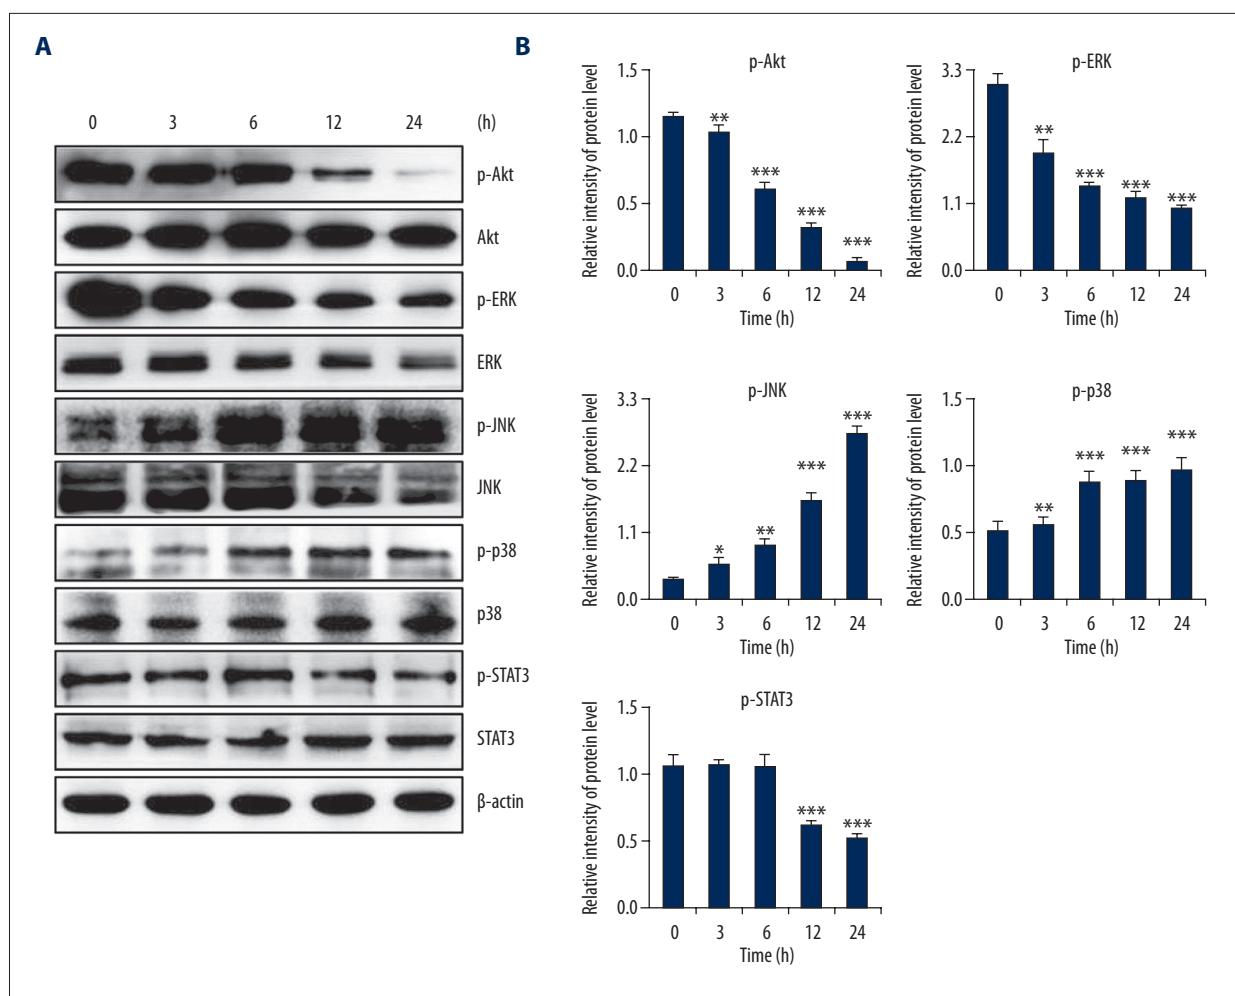 A
0 3 6 12 24 (h)
p-Akt
Akt
p-ERK
ERK
p-JNK
JNK
p-p38
p38
p-STAT3
STAT3
β-actin
B
p-Akt
Relative intensity of protein level
1.5
1.0
0.5
0.0
** *** *** ***
0 3 6 12 24
Time (h)
p-ERK
Relative intensity of protein level
3.3
2.2
1.1
0.0
** *** *** ***
0 3 6 12 24
Time (h)
p-JNK
Relative intensity of protein level
3.3
2.2
1.1
0.0
* ** *** ***
0 3 6 12 24
Time (h)
p-p38
Relative intensity of protein level
1.5
1.0
0.5
0.0
** *** *** ***
0 3 6 12 24
Time (h)
p-STAT3
Relative intensity of protein level
1.5
1.0
0.5
0.0
*** ***
0 3 6 12 24
Time (h)